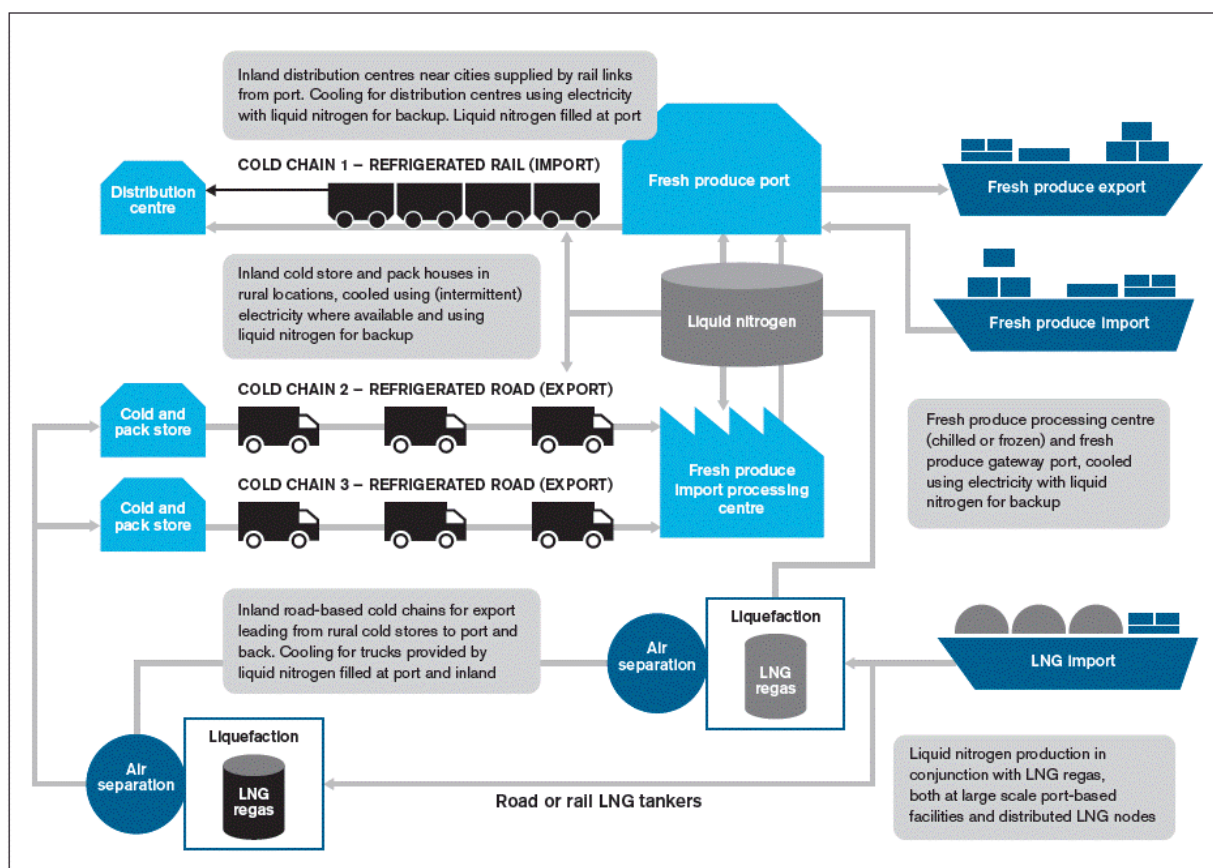 Inland distribution centres near cities supplied by rail links
from port. Cooling for distribution centres using electricity
with liquid nitrogen for backup. Liquid nitrogen filled at port
COLD CHAIN 1 – REFRIGERATED RAIL (IMPORT)
Distribution
centre
Fresh produce port
Fresh produce export
Inland cold store and pack houses in
rural locations, cooled using (intermittent)
electricity where available and using
liquid nitrogen for backup
Liquid nitrogen
Fresh produce import
COLD CHAIN 2 – REFRIGERATED ROAD (EXPORT)
Cold and
pack store
COLD CHAIN 3 – REFRIGERATED ROAD (EXPORT)
Cold and
pack store
Fresh produce
import processing
centre
Fresh produce processing centre
(chilled or frozen) and fresh
produce gateway port, cooled
using electricity with liquid
nitrogen for backup
Inland road-based cold chains for export
leading from rural cold stores to port and
back. Cooling for trucks provided by
liquid nitrogen filled at port and inland
Air
separation
Liquefaction
LNG
regas
LNG import
Air
separation
Liquefaction
LNG
regas
Road or rail LNG tankers
Liquid nitrogen production in
conjunction with LNG regas,
both at large scale port-based
facilities and distributed LNG nodes